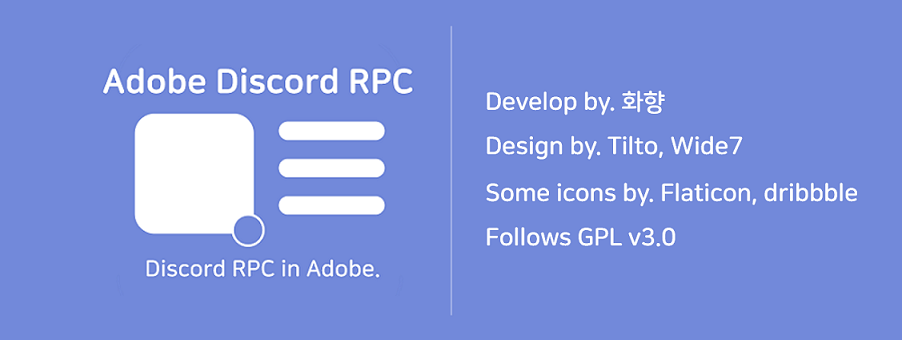 Adobe Discord RPC
Discord RPC in Adobe.
Develop by. 화향
Design by. Tilto, Wide7
Some icons by. Flaticon, dribbble
Follows GPL v3.0